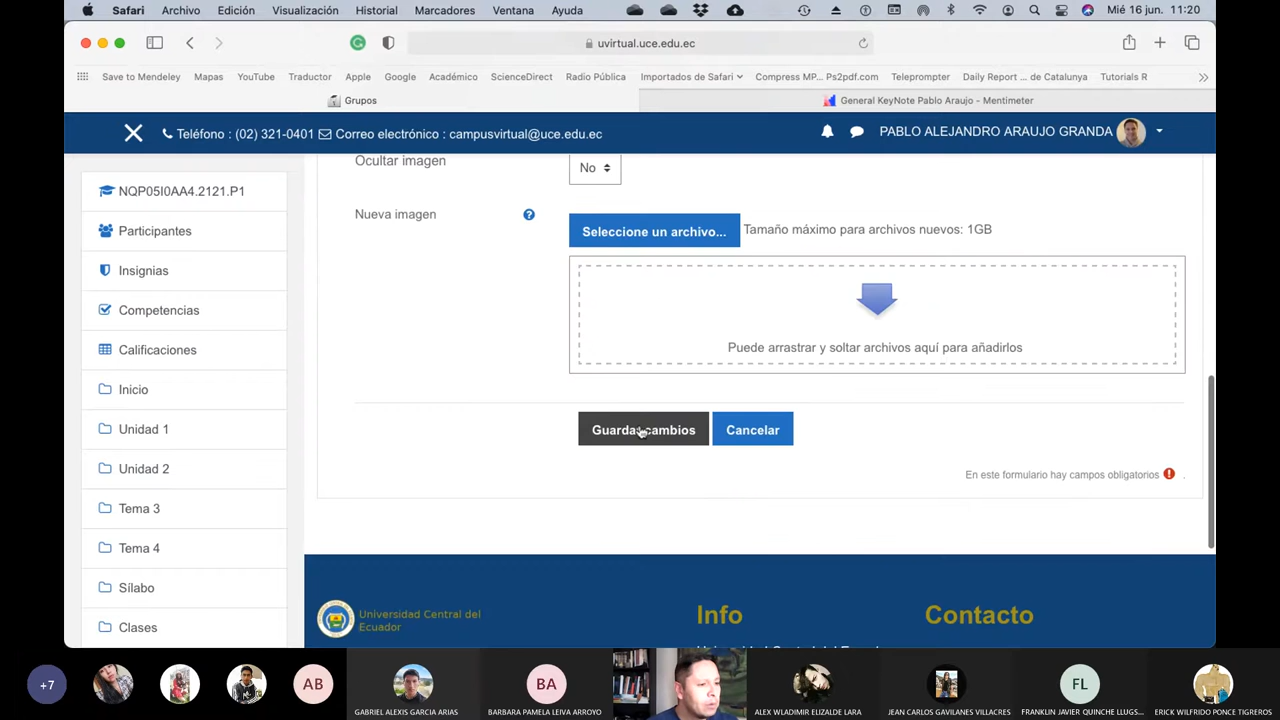 Safari Archivo Edición Visualización Historial Marcadores Ventana Ayuda Mié 16 jun. 11:20
uvirtual.uce.edu.ec
Save to Mendeley Mapas YouTube Traductor Apple Google Académico ScienceDirect Radio Pública Importados de Safari Compress MP... Ps2pdf.com Teleprompter Daily Report ... de Catalunya Tutorials R
Grupos General KeyNote Pablo Araujo - Mentimeter
Teléfono : (02) 321-0401 Correo electrónico : campusvirtual@uce.edu.ec PABLO ALEJANDRO ARAUJO GRANDA
Ocultar imagen No
NQP05I0AA4.2121.P1
Nueva imagen Seleccione un archivo... Tamaño máximo para archivos nuevos: 1GB
Participantes
Insignias
Competencias
Puede arrastrar y soltar archivos aquí para añadirlos
Calificaciones
Inicio
Unidad 1
Guardar cambios Cancelar
Unidad 2
En este formulario hay campos obligatorios
Tema 3
Tema 4
Sílabo
Clases
Universidad Central del
Ecuador
Info
Contacto
+7 AB BA FL
GABRIEL ALEXIS GARCIA ARIAS BARBARA PAMELA LEIVA ARROYO ALEX WLADIMIR ELIZALDE LARA JEAN CARLOS GAVILANES VILLACRES FRANKLIN JAVIER QUINCHE LLUGS... ERICK WILFRIDO PONCE TIGREROS